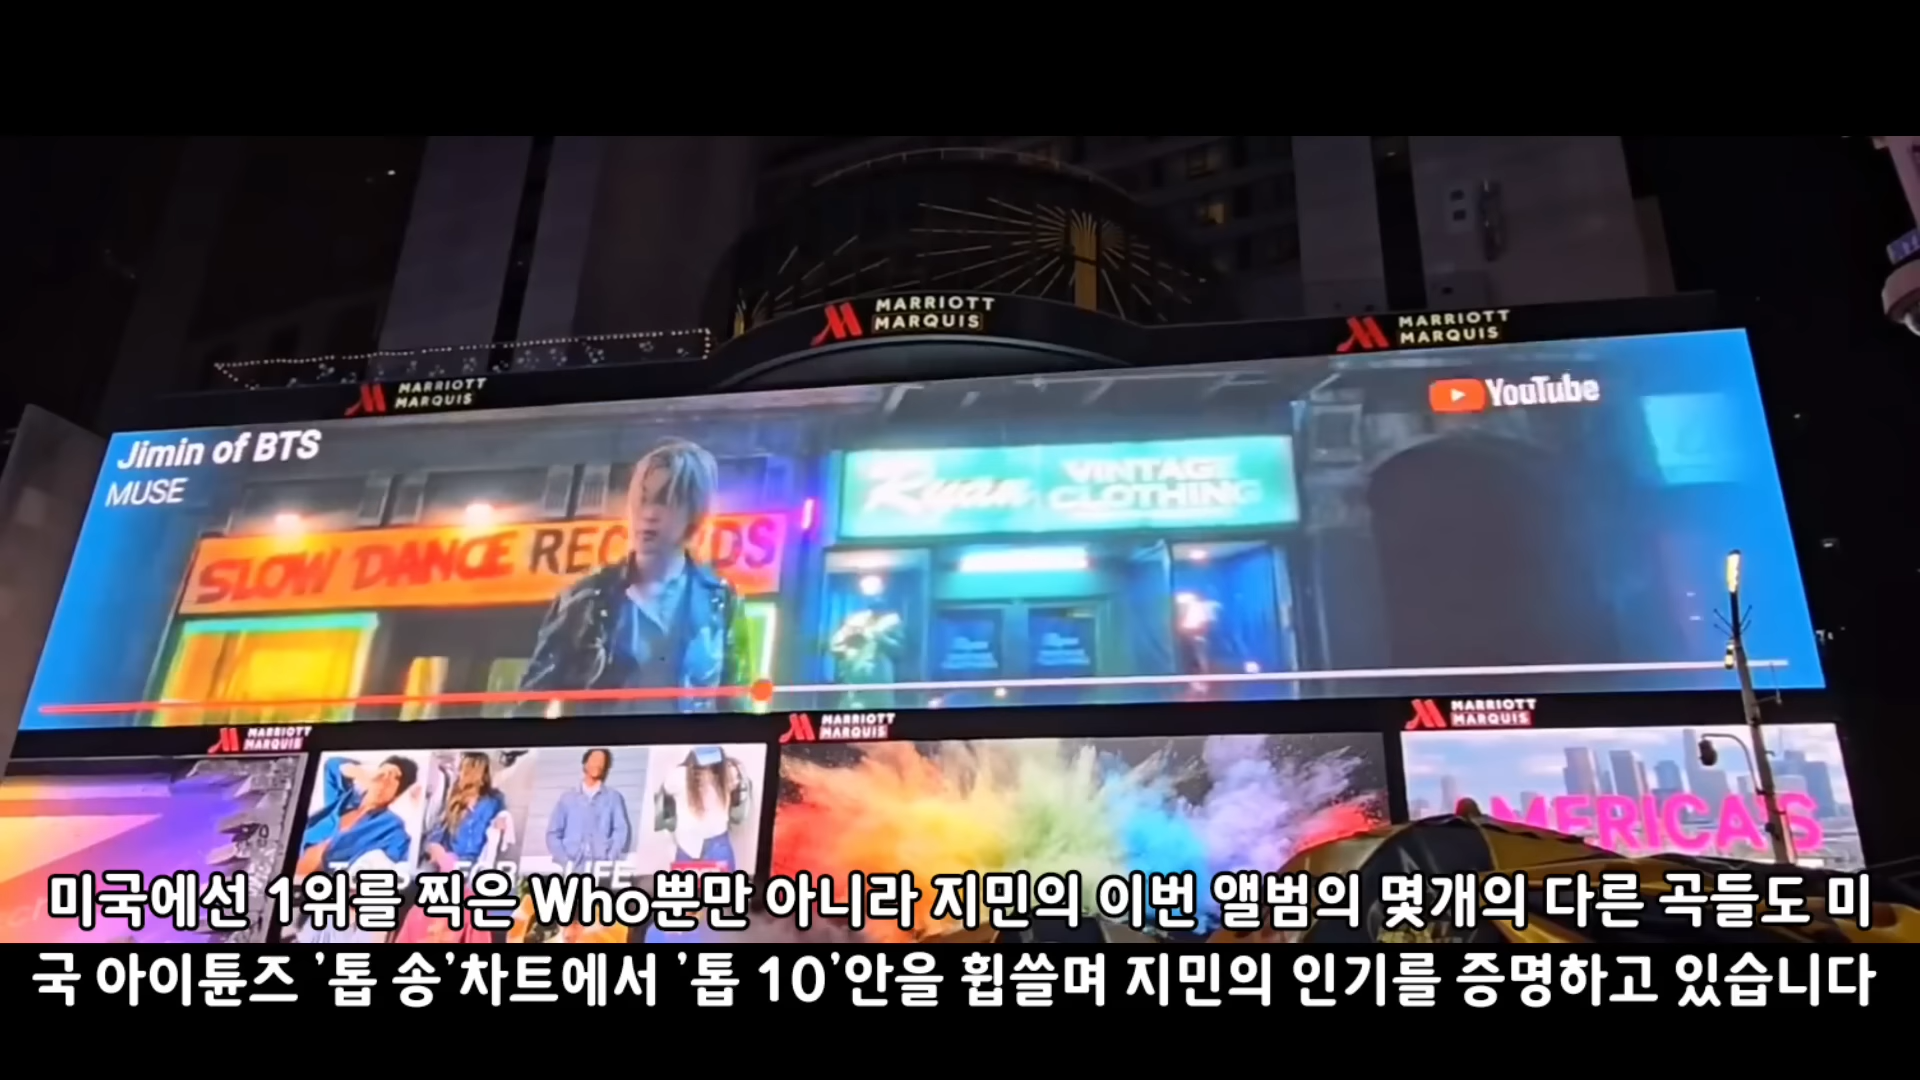 MARRIOTT
MARQUIS
MARRIOTT
MARQUIS
MARRIOTT
MARQUIS
YouTube
Jimin of BTS
MUSE
SLOW DANCE RECORDS
Ryan VINTAGE
CLOTHING
MARRIOTT
MARQUIS
MARRIOTT
MARQUIS
MARRIOTT
MARQUIS
AMERICA'S
미국에선 1위를 찍은 Who뿐만 아니라 지민의 이번 앨범의 몇개의 다른 곡들도 미
국 아이튠즈 '톱 송'차트에서 '톱 10'안을 휩쓸며 지민의 인기를 증명하고 있습니다